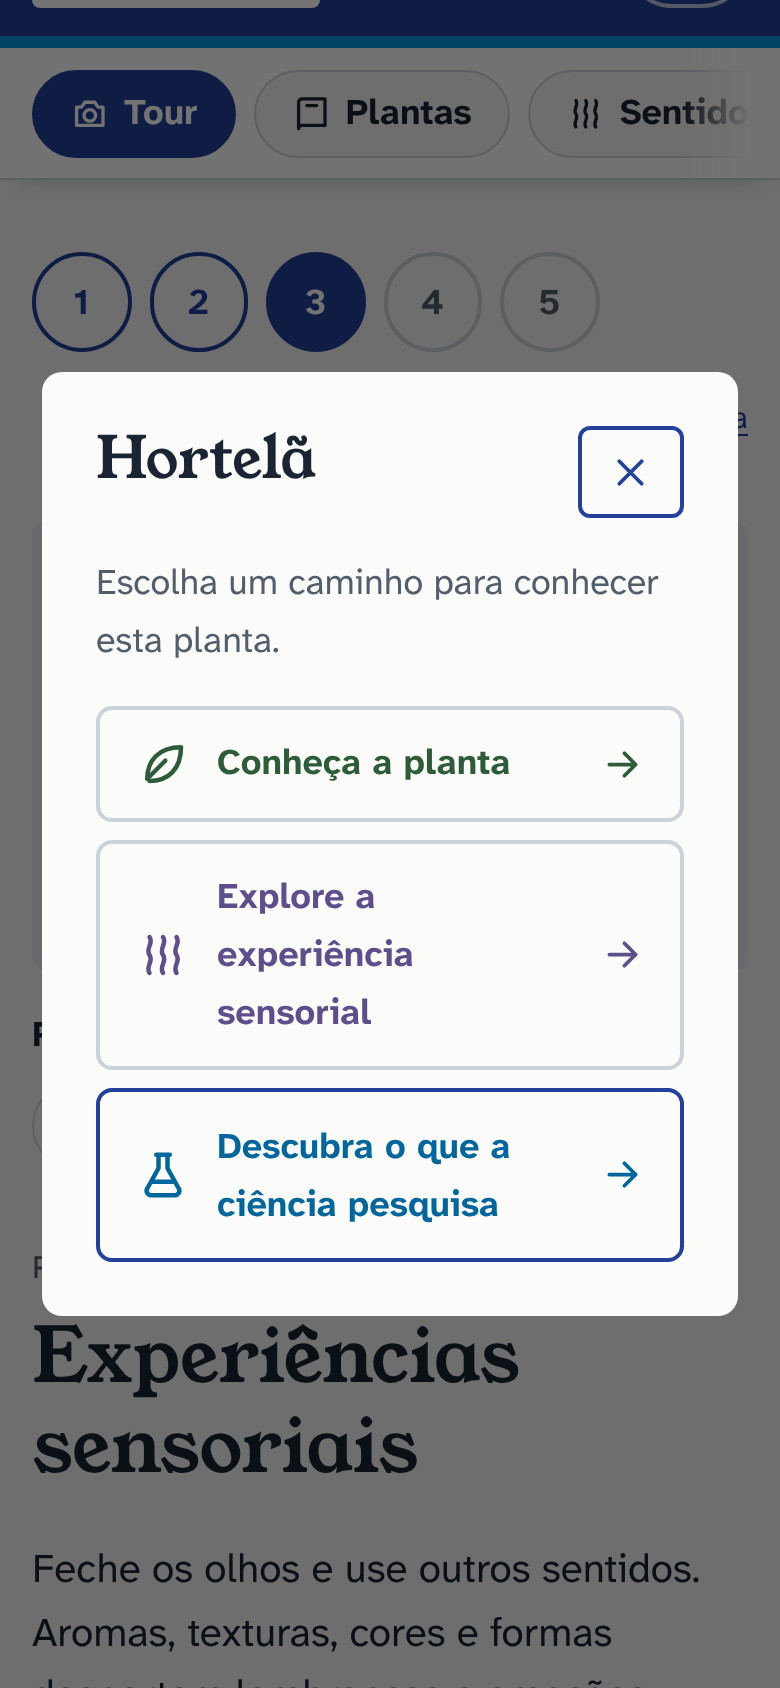 Tour
Plantas
Sentido
1
2
3
4
5
a
Hortelã
Escolha um caminho para conhecer
esta planta.
Conheça a planta
Explore a
experiência
sensorial
Descubra o que a
ciência pesquisa
Experiências
sensoriais
Feche os olhos e use outros sentidos.
Aromas, texturas, cores e formas